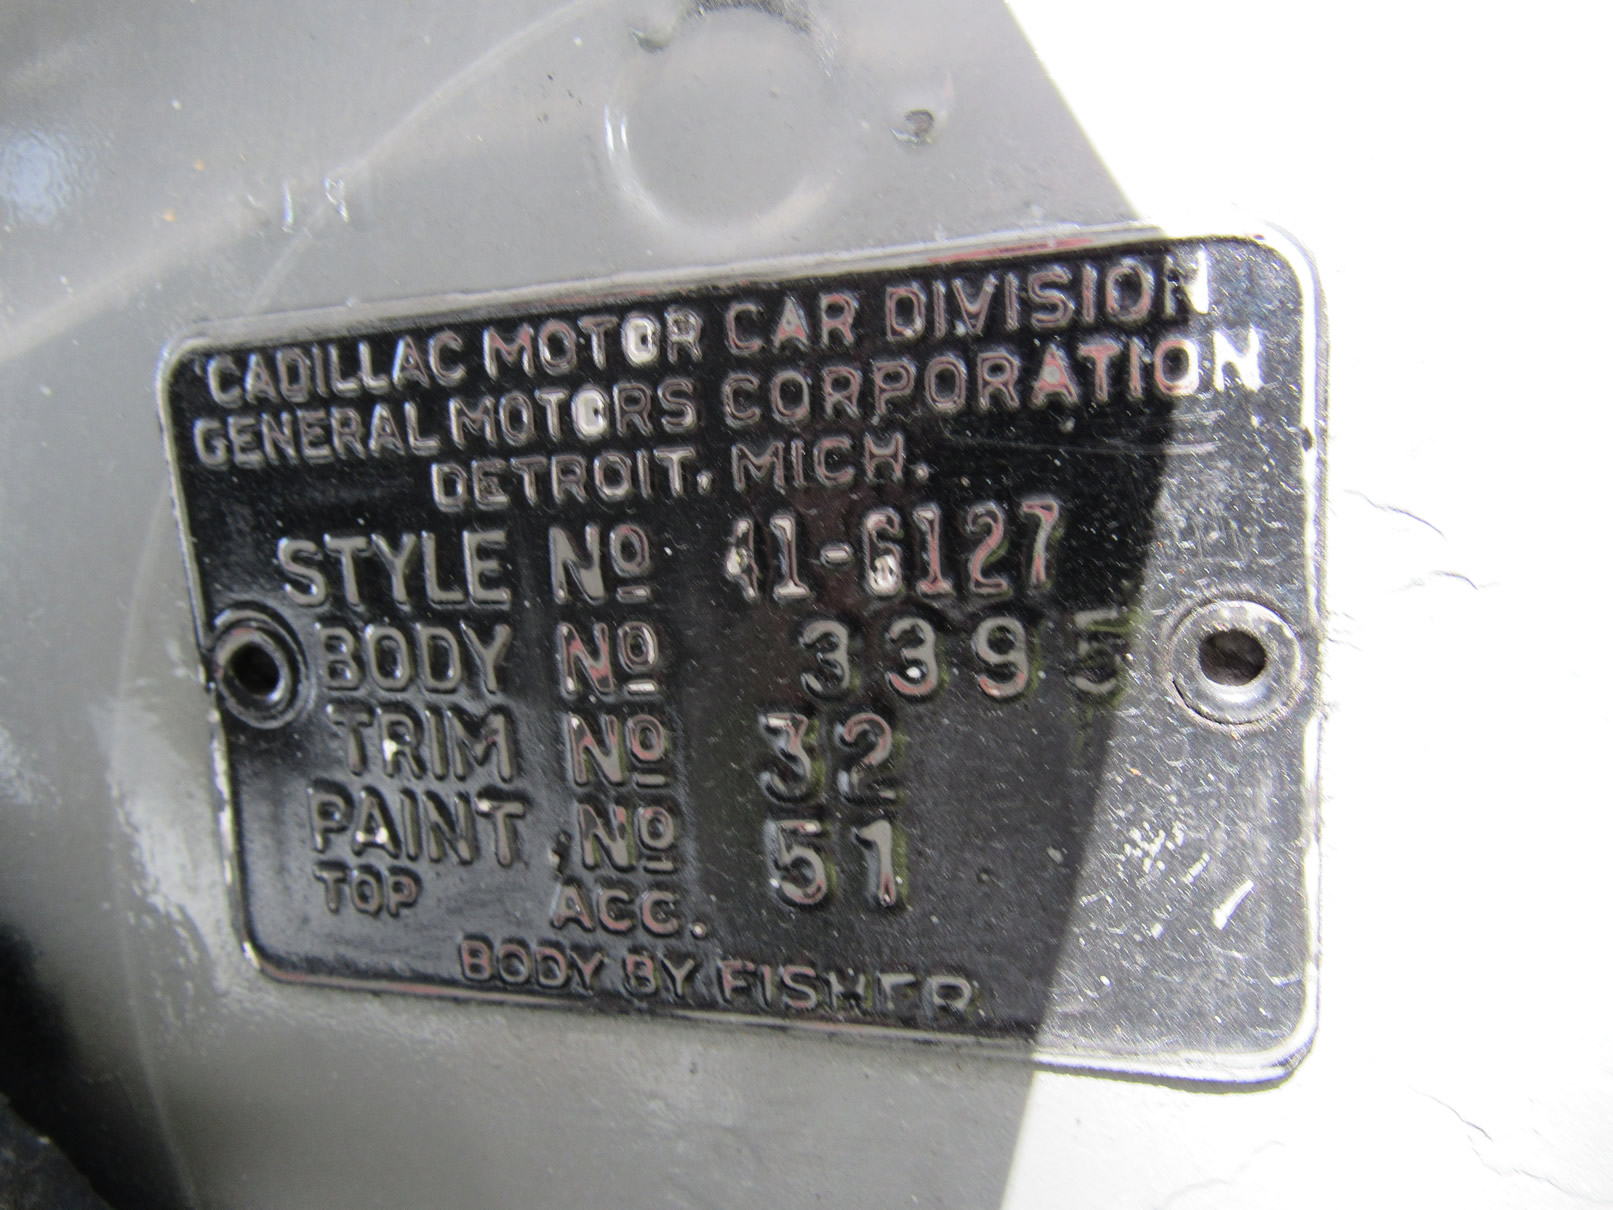 CADILLAC MOTOR CAR DIVISION
GENERAL MOTORS CORPORATION
DETROIT, MICH.
STYLE No 41-6127
BODY No 3395
TRIM No 32
PAINT No 51
TOP ACC.
BODY BY FISHER